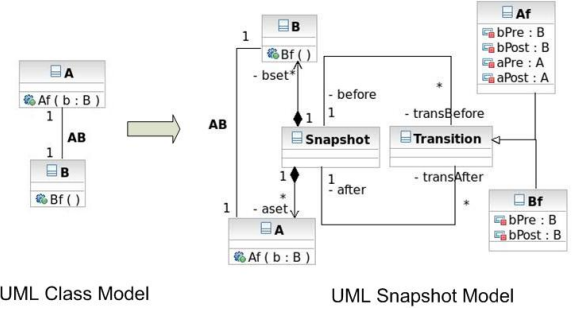 A
Af ( b : B )
1
AB
1
B
Bf ( )
UML Class Model
B
Bf ( )
1
- bset*
AB
1
- before
1
*
- transBefore
Snapshot
Transition
1
*
- aset
1
- after
- transAfter
*
1
A
Af ( b : B )
Af
bPre : B
bPost : B
aPre : A
aPost : A
Bf
bPre : B
bPost : B
UML Snapshot Model